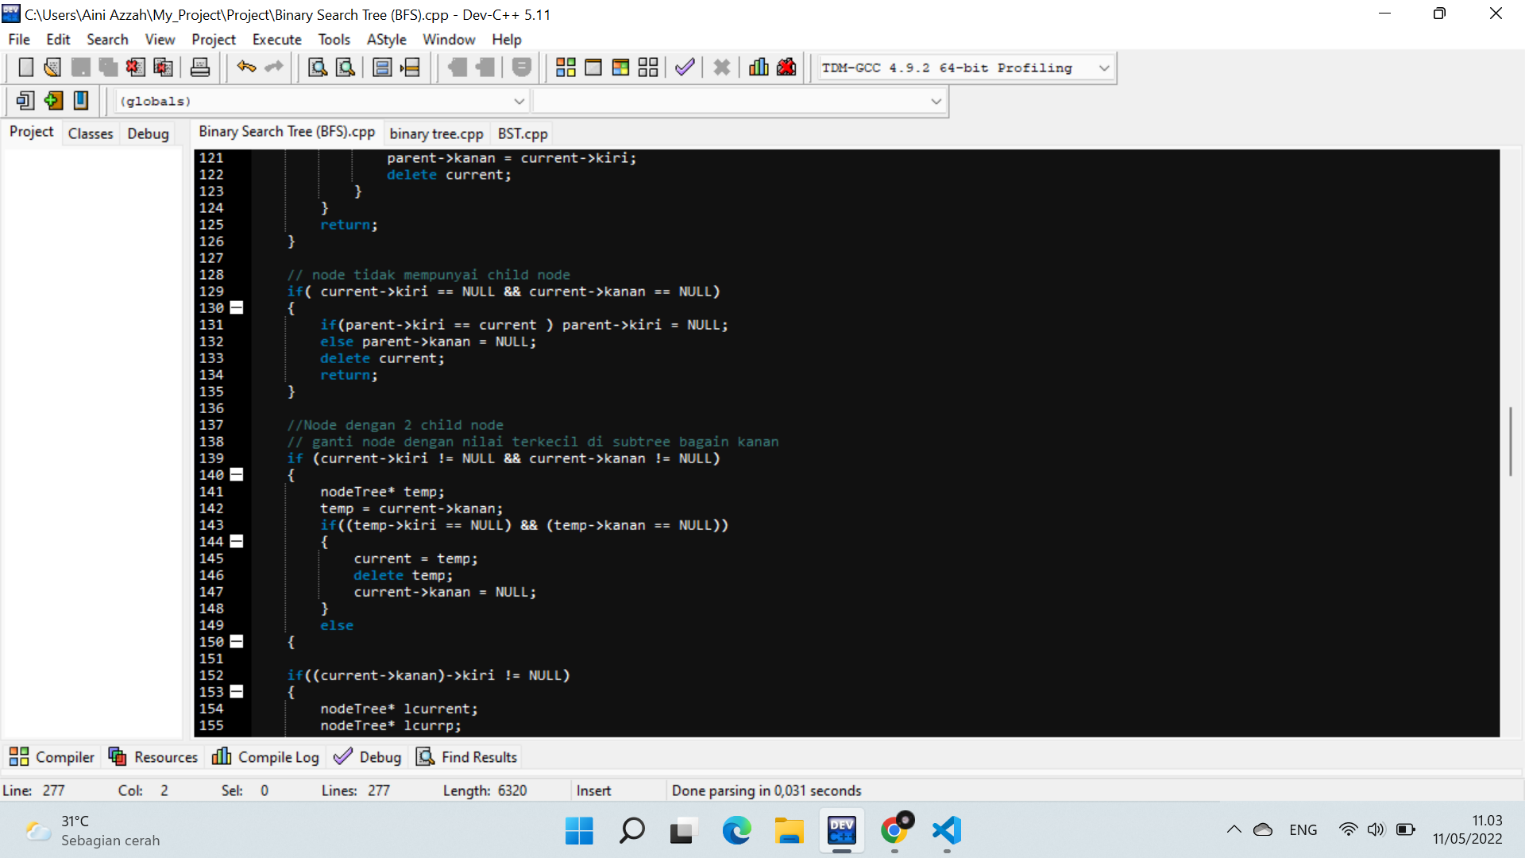 C:\Users\Aini Azzah\My_Project\Project\Binary Search Tree (BFS).cpp - Dev-C++ 5.11
File Edit Search View Project Execute Tools AStyle Window Help
TDM-GCC 4.9.2 64-bit Profiling
(globals)
Project Classes Debug
Binary Search Tree (BFS).cpp binary tree.cpp BST.cpp
121 parent->kanan = current->kiri;
122 delete current;
123 }
124 }
125 return;
126 }
127
128 // node tidak mempunyai child node
129 if( current->kiri == NULL && current->kanan == NULL)
130 {
131 if(parent->kiri == current ) parent->kiri = NULL;
132 else parent->kanan = NULL;
133 delete current;
134 return;
135 }
136
137 //Node dengan 2 child node
138 // ganti node dengan nilai terkecil di subtree bagain kanan
139 if (current->kiri != NULL && current->kanan != NULL)
140 {
141 nodeTree* temp;
142 temp = current->kanan;
143 if((temp->kiri == NULL) && (temp->kanan == NULL))
144 {
145 current = temp;
146 delete temp;
147 current->kanan = NULL;
148 }
149 else
150 {
151
152 if((current->kanan)->kiri != NULL)
153 {
154 nodeTree* lcurrent;
155 nodeTree* lcurrp;
Compiler Resources Compile Log Debug Find Results
Line: 277 Col: 2 Sel: 0 Lines: 277 Length: 6320 Insert Done parsing in 0,031 seconds
31°C
Sebagian cerah
DEV
C++
ENG
11.03
11/05/2022